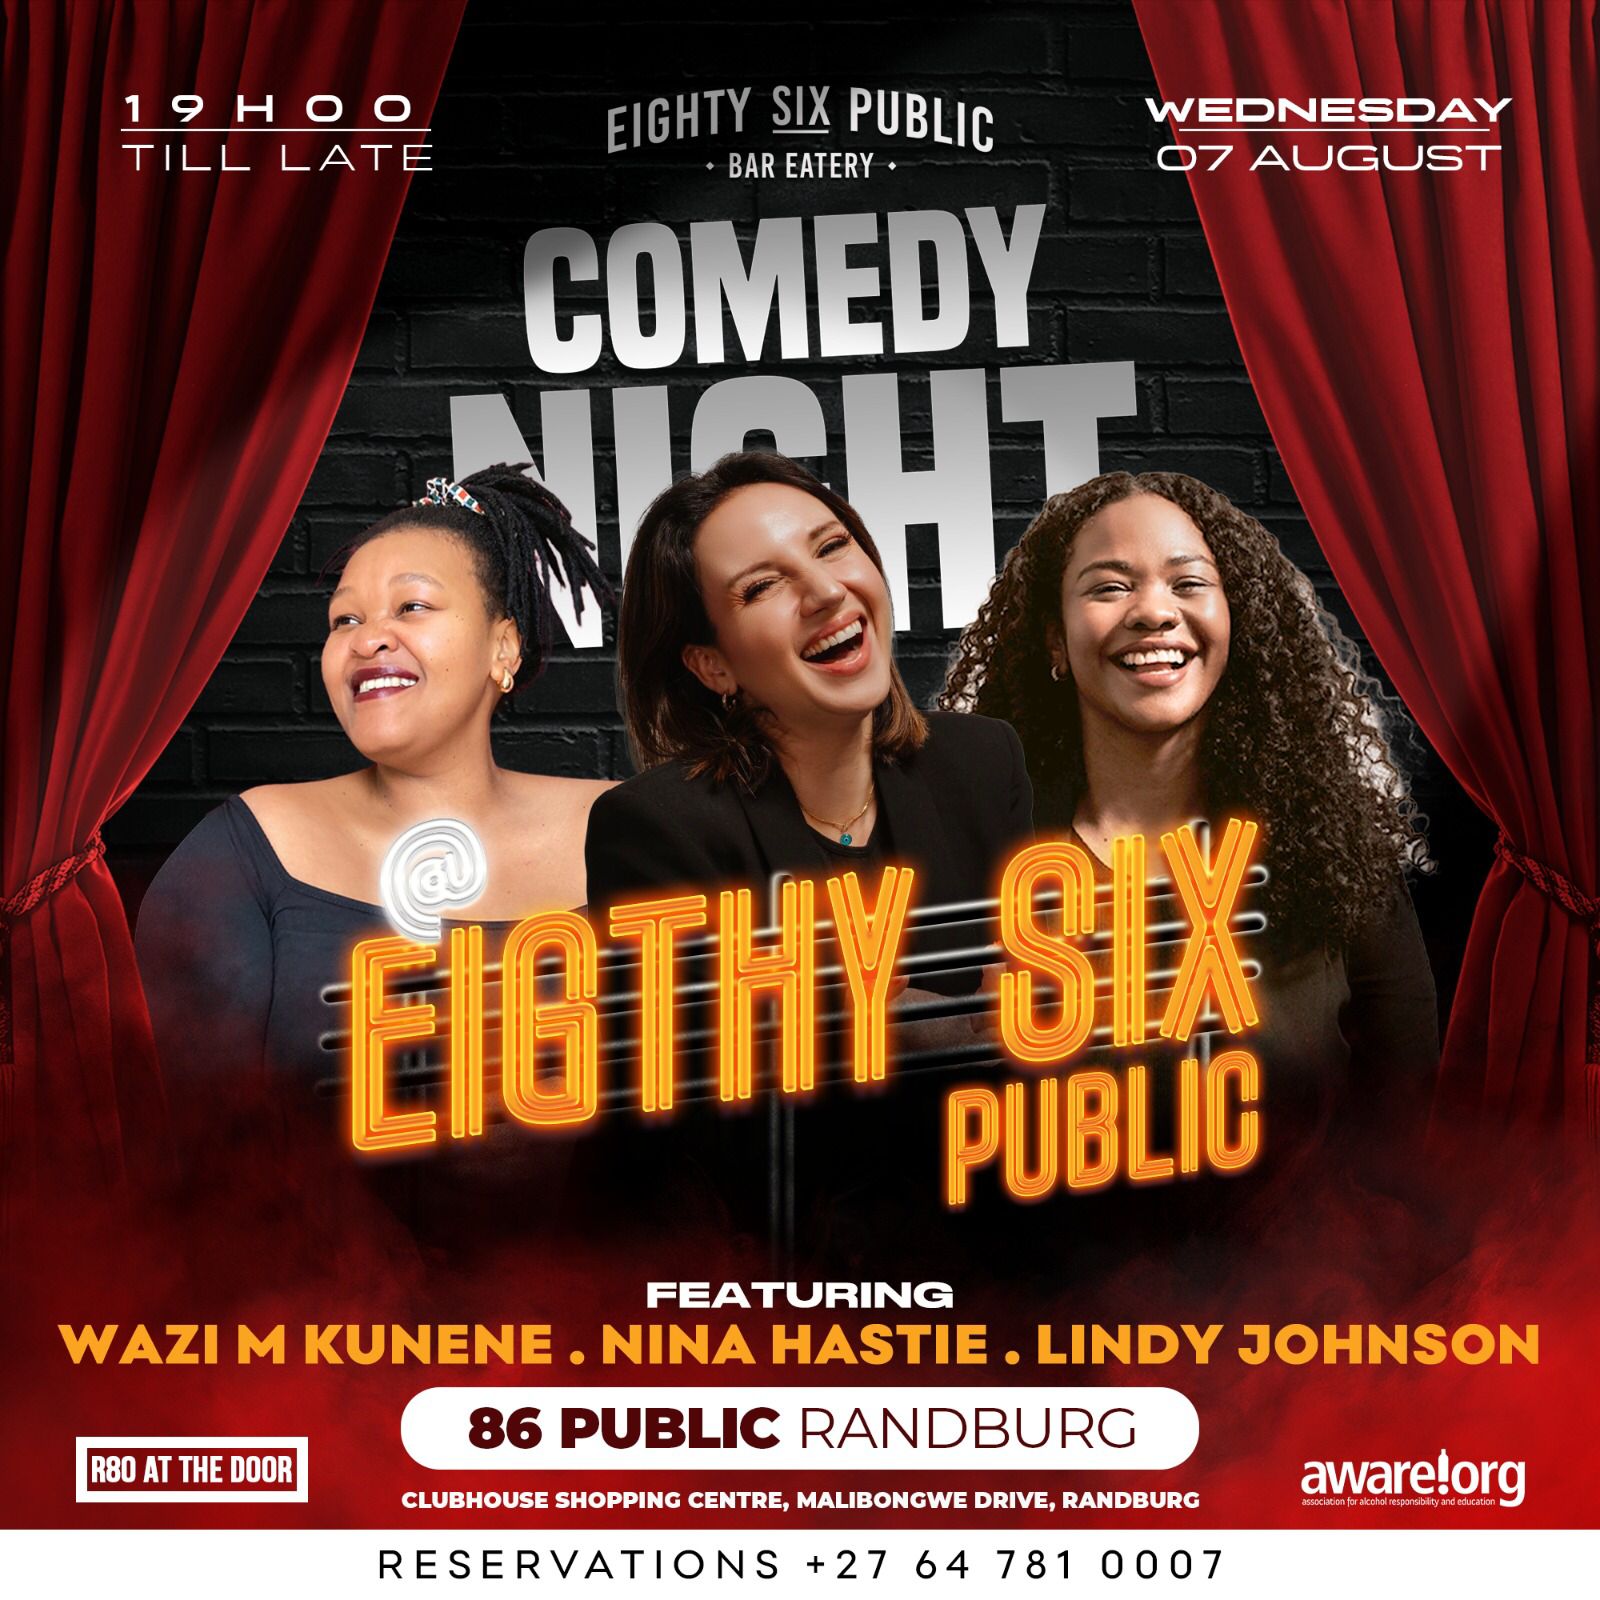 19H00
TILL LATE
EIGHTY SIX PUBLIC
• BAR EATERY •
WEDNESDAY
07 AUGUST
COMEDY
NIGHT
@
EIGTHY SIX
PUBLIC
FEATURING
WAZI M KUNENE . NINA HASTIE . LINDY JOHNSON
86 PUBLIC RANDBURG
R80 AT THE DOOR
CLUBHOUSE SHOPPING CENTRE, MALIBONGWE DRIVE, RANDBURG
aware!org
association for alcohol responsibility and education
RESERVATIONS +27 64 781 0007